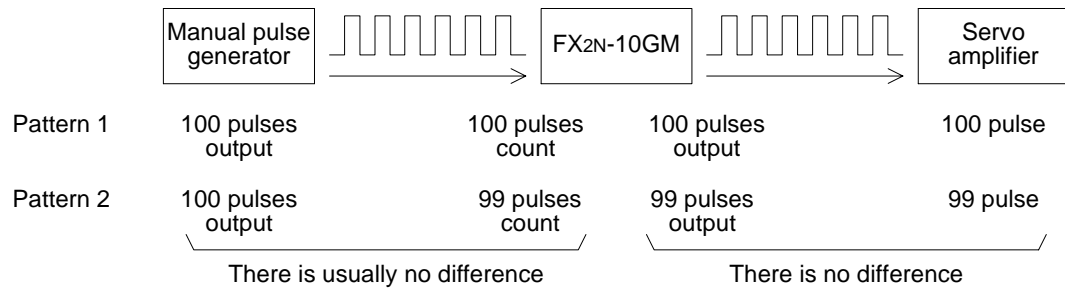 Manual pulse generator
FX2N-10GM
Servo amplifier
Pattern 1
100 pulses output
100 pulses count
100 pulses output
100 pulse
Pattern 2
100 pulses output
99 pulses count
99 pulses output
99 pulse
There is usually no difference
There is no difference